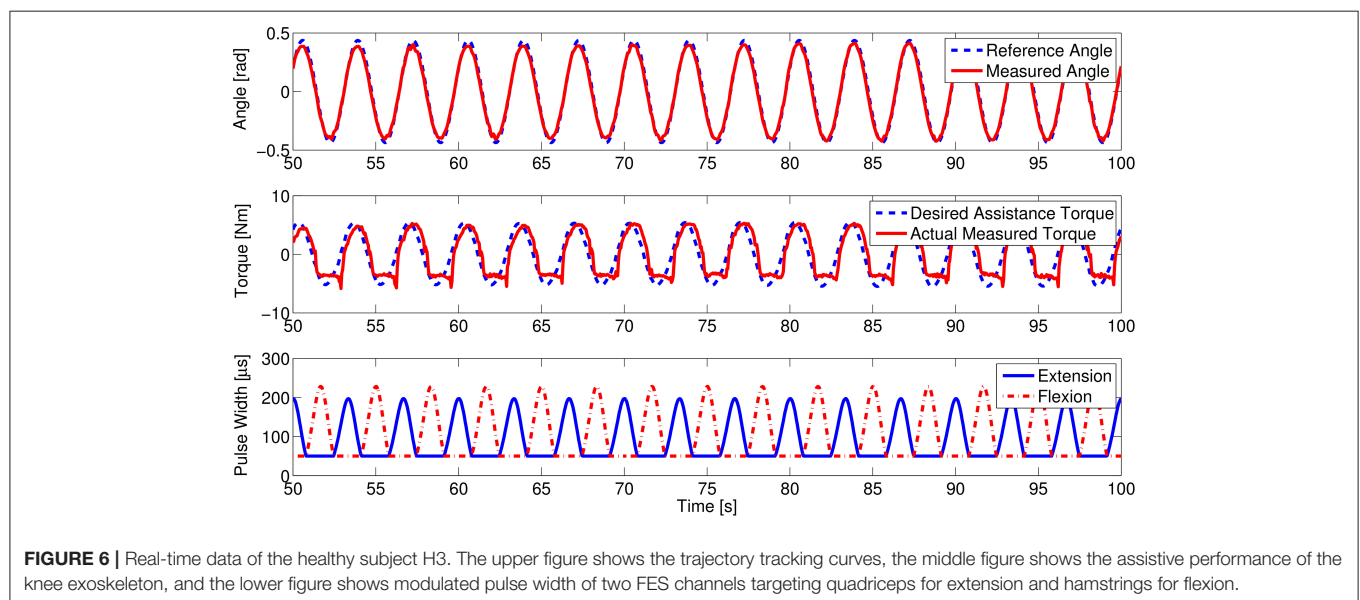 0.5
0
−0.5
Angle [rad]
Reference Angle
Measured Angle
50 55 60 65 70 75 80 85 90 95 100
10
0
−10
Torque [Nm]
Desired Assistance Torque
Actual Measured Torque
50 55 60 65 70 75 80 85 90 95 100
300
200
100
0
Pulse Width [µs]
Extension
Flexion
50 55 60 65 70 75 80 85 90 95 100
Time [s]
FIGURE 6 | Real-time data of the healthy subject H3. The upper figure shows the trajectory tracking curves, the middle figure shows the assistive performance of the
knee exoskeleton, and the lower figure shows modulated pulse width of two FES channels targeting quadriceps for extension and hamstrings for flexion.